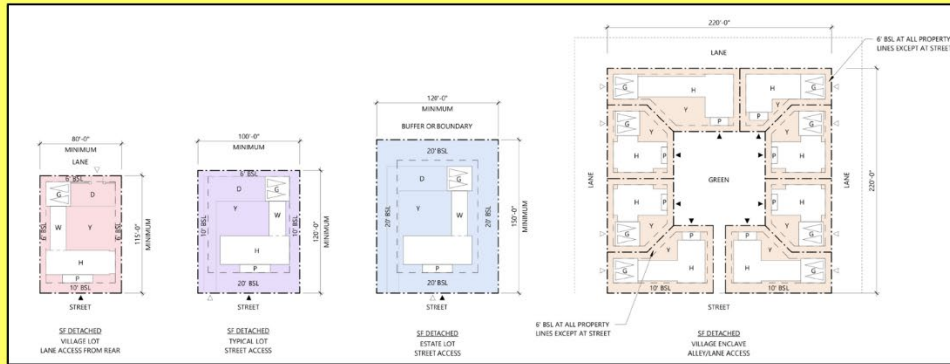 80'-0"
MINIMUM
LANE
6' BSL
G
D
6' BSL
W
Y
6' BSL
H
P
10' BSL
STREET
115'-0"
MINIMUM
SF DETACHED
VILLAGE LOT
LANE ACCESS FROM REAR
100'-0"
MINIMUM
6' BSL
D
G
10' BSL
Y
W
10' BSL
H
P
20' BSL
STREET
120'-0"
MINIMUM
SF DETACHED
TYPICAL LOT
STREET ACCESS
MINIMUM
BUFFER OR BOUNDARY
20' BSL
D
G
20' BSL
Y
W
20' BSL
H
P
20' BSL
STREET
150'-0"
MINIMUM
SF DETACHED
ESTATE LOT
STREET ACCESS
220'-0"
LANE
6' BSL AT ALL PROPERTY
LINES EXCEPT AT STREET
G
H
H
G
Y
Y
P
P
G
Y
Y
G
H
P
P
H
LANE
GREEN
LANE
220'-0"
H
P
P
H
G
Y
Y
G
P
P
Y
Y
G
H
H
G
10' BSL
10' BSL
STREET
6' BSL AT ALL PROPERTY
LINES EXCEPT AT STREET
SF DETACHED
VILLAGE ENCLAVE
ALLEY/LANE ACCESS